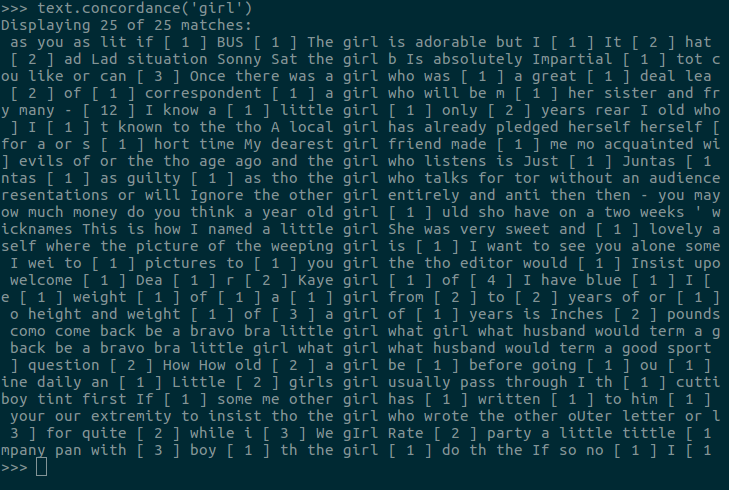 >>> text.concordance('girl')
Displaying 25 of 25 matches:
as you as lit if [ 1 ] BUS [ 1 ] The girl is adorable but I [ 1 ] It [ 2 ] hat
[ 2 ] ad Lad situation Sonny Sat the girl b Is absolutely Impartial [ 1 ] tot c
ou like or can [ 3 ] Once there was a girl who was [ 1 ] a great [ 1 ] deal lea
[ 2 ] of [ 1 ] correspondent [ 1 ] a girl who will be m [ 1 ] her sister and fr
y many - [ 12 ] I know a [ 1 ] little girl [ 1 ] only [ 2 ] years rear I old who
] I [ 1 ] t known to the tho A local girl has already pledged herself herself [
for a or s [ 1 ] hort time My dearest girl friend made [ 1 ] me mo acquainted wi
] evils of or the tho age ago and the girl who listens is Just [ 1 ] Juntas [ 1
ntas [ 1 ] as guilty [ 1 ] as tho the girl who talks for tor without an audience
resentations or will Ignore the other girl entirely and anti then then - you may
ow much money do you think a year old girl [ 1 ] uld sho have on a two weeks ' w
icknames This is how I named a little girl She was very sweet and [ 1 ] lovely a
self where the picture of the weeping girl is [ 1 ] I want to see you alone some
I wei to [ 1 ] pictures to [ 1 ] you girl the tho editor would [ 1 ] Insist upo
welcome [ 1 ] Dea [ 1 ] r [ 2 ] Kaye girl [ 1 ] of [ 4 ] I have blue [ 1 ] I [
e [ 1 ] weight [ 1 ] of [ 1 ] a [ 1 ] girl from [ 2 ] to [ 2 ] years of or [ 1 ]
o height and weight [ 1 ] of [ 3 ] a girl of [ 1 ] years is Inches [ 2 ] pounds
como come back be a bravo bra little girl what girl what husband would term a g
back be a bravo bra little girl what girl what husband would term a good sport
] question [ 2 ] How How old [ 2 ] a girl be [ 1 ] before going [ 1 ] ou [ 1 ]
ine daily an [ 1 ] Little [ 2 ] girls girl usually pass through I th [ 1 ] cutti
boy tint first If [ 1 ] some me other girl has [ 1 ] written [ 1 ] to him [ 1 ]
your our extremity to insist tho the girl who wrote the other oUter letter or l
3 ] for quite [ 2 ] while i [ 3 ] We gIrl Rate [ 2 ] party a little tittle [ 1
mpany pan with [ 3 ] boy [ 1 ] th the girl [ 1 ] do th the If so no [ 1 ] I [ 1
>>>